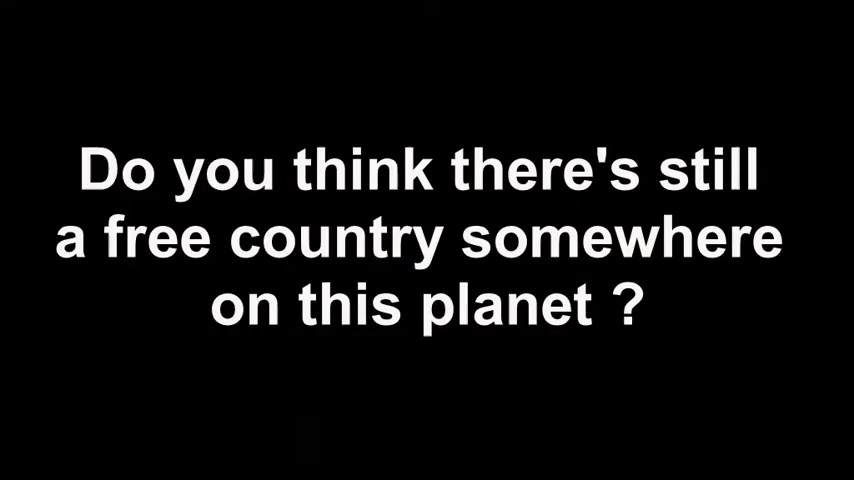 Do you think there's still
a free country somewhere
on this planet ?